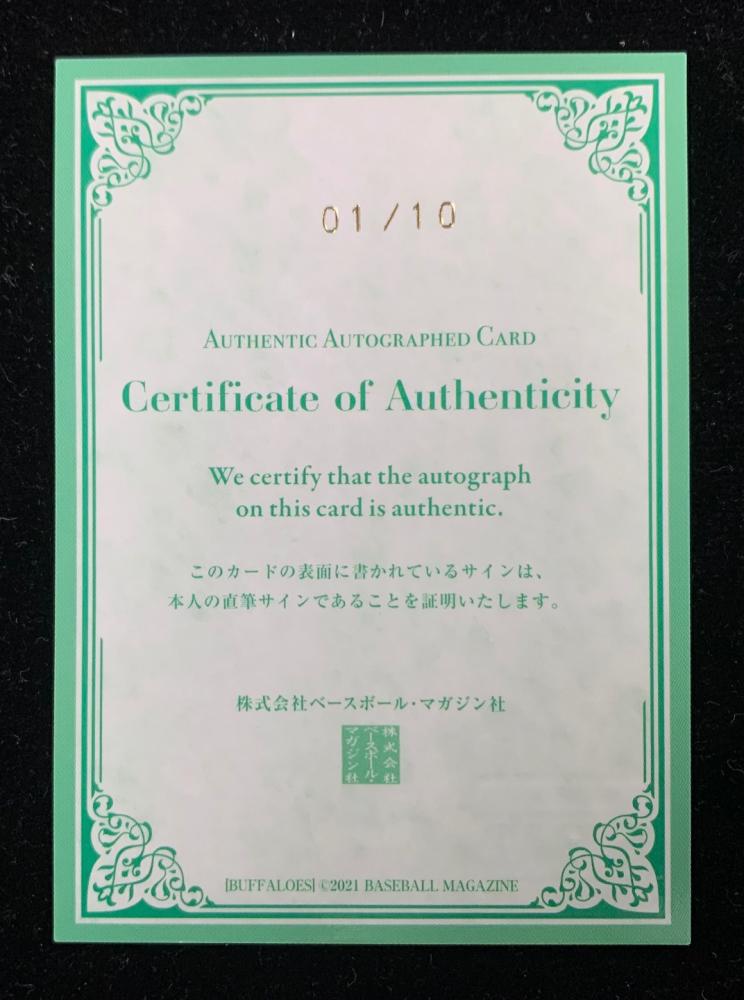 01/10
AUTHENTIC AUTOGRAPHED CARD
Certificate of Authenticity
We certify that the autograph
on this card is authentic.
このカードの表面に書かれているサインは、
本人の直筆サインであることを証明いたします。
株式会社ベースボール・マガジン社
株式会社
ベースボール・
マガジン社
[BUFFALOES] ©2021 BASEBALL MAGAZINE